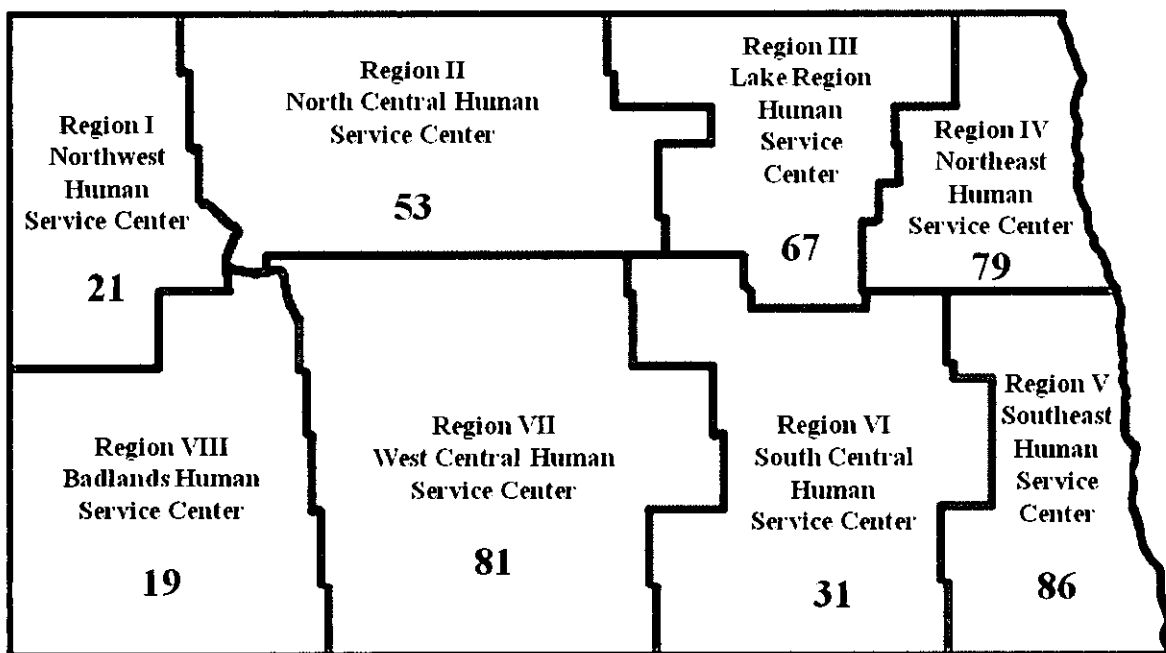 Region I
Northwest
Human
Service Center
21
Region II
North Central Human
Service Center
53
Region III
Lake Region
Human
Service
Center
67
Region IV
Northeast
Human
Service Center
79
Region VIII
Badlands Human
Service Center
19
Region VII
West Central Human
Service Center
81
Region VI
South Central
Human
Service Center
31
Region V
Southeast
Human
Service
Center
86